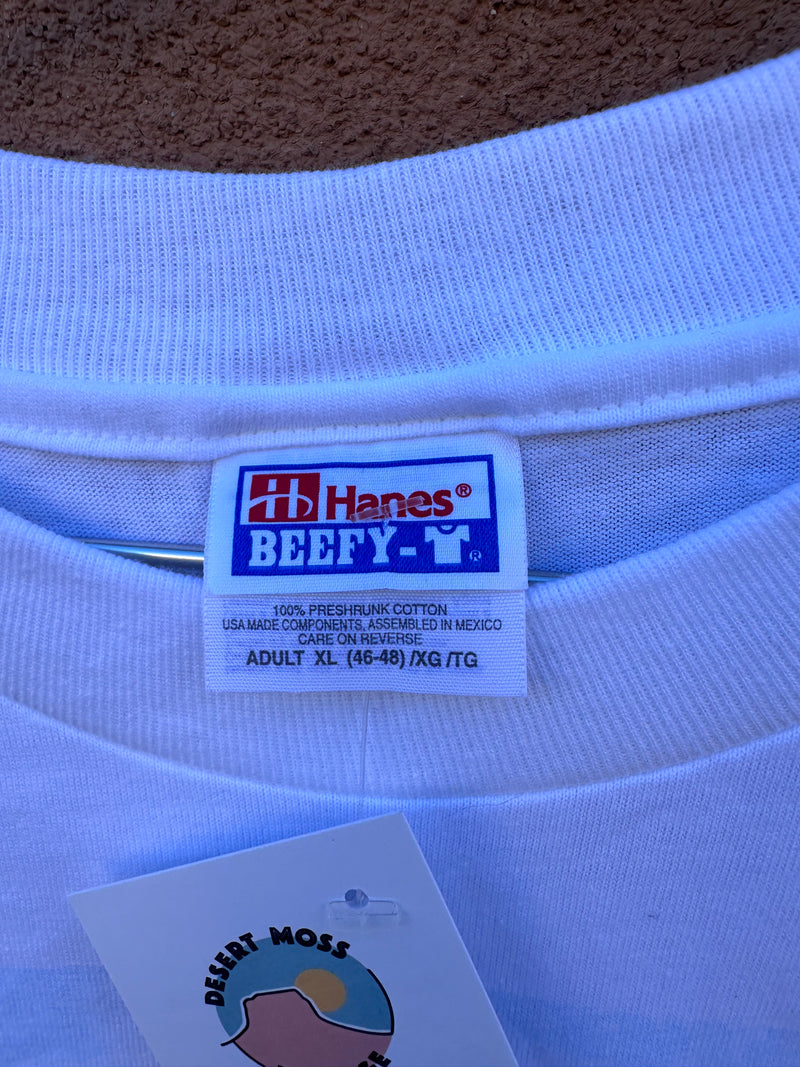 Hanes®
BEEFY-T®
100% PRESHRUNK COTTON
USA MADE COMPONENTS, ASSEMBLED IN MEXICO
CARE ON REVERSE
ADULT XL (46-48) /XG /TG
DESERT MOSS